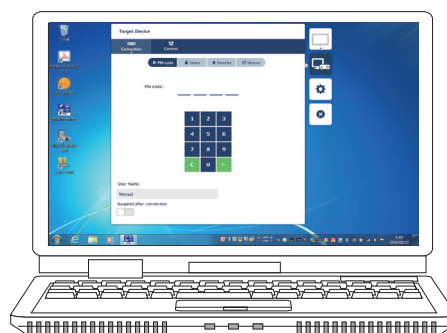 Target Device
Connection
Control
PIN code
Select
Favorite
History
PIN code:
1 2 3
4 5 6
7 8 9
C 0 ←
User Name
Manual
Suspend after connection